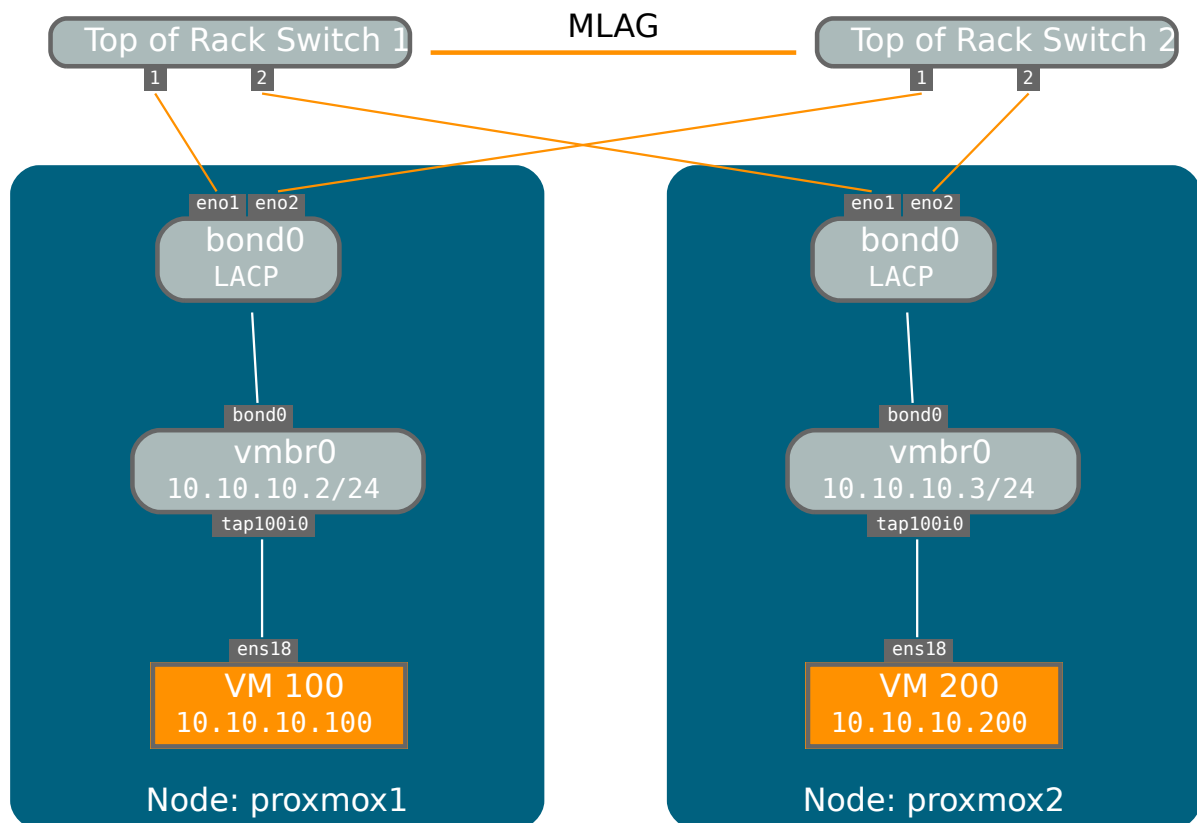 MLAG
Top of Rack Switch 1
Top of Rack Switch 2
1 2
1 2
eno1 eno2
bond0
LACP
bond0
vmbr0
10.10.10.2/24
tap100i0
ens18
VM 100
10.10.10.100
Node: proxmox1
eno1 eno2
bond0
LACP
bond0
vmbr0
10.10.10.3/24
tap100i0
ens18
VM 200
10.10.10.200
Node: proxmox2